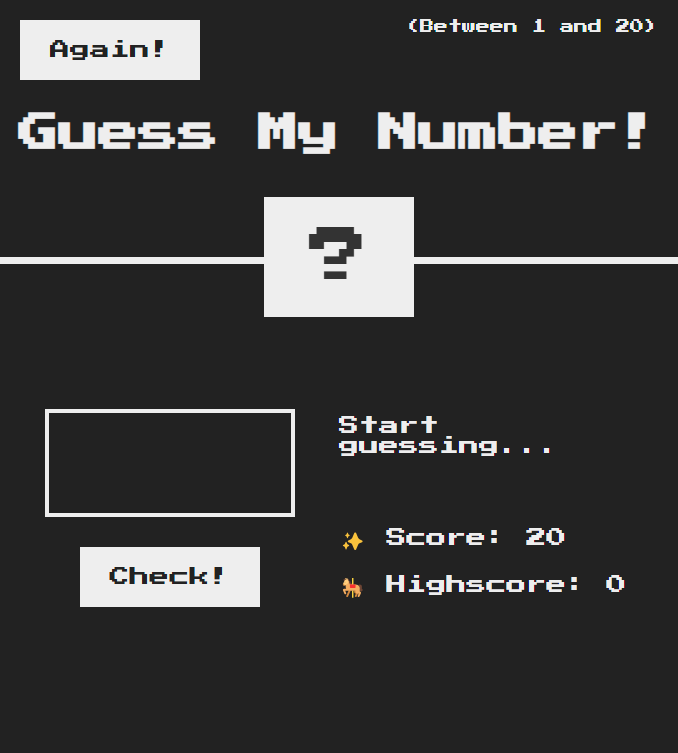 Again!
(Between 1 and 20)
Guess My Number!
?
Start
guessing...
Score: 20
Highscore: 0
Check!